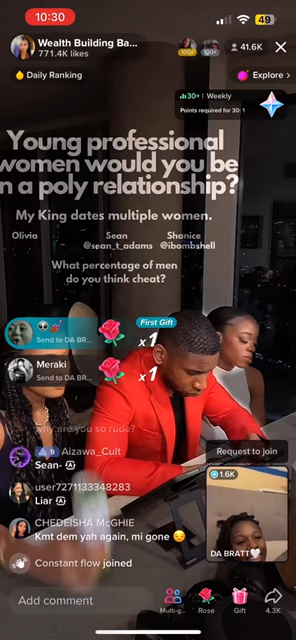 10:30
49
Wealth Building Ba...
771.4K likes
100+
100+
41.6K
Daily Ranking
Explore >
30+ | Weekly
Points required for 30: 1
Young professional
women would you be
n a poly relationship?
My King dates multiple women.
Olivia Sean Shanice
@sean_t_adams @ibombshell
What percentage of men
do you think cheat?
First Gift
Send to DA BR...
x1
Meraki
Send to DA BR...
x1
why are you so rude?
9 Aizawa_Cult
Sean-
user7271133348283
Liar
CHEDEISHA McGHIE
Kmt dem yah again, mi gone
Constant flow joined
Request to join
1.6K
DA BRATT
Add comment
Multi-g...
Rose
Gift
4.3K